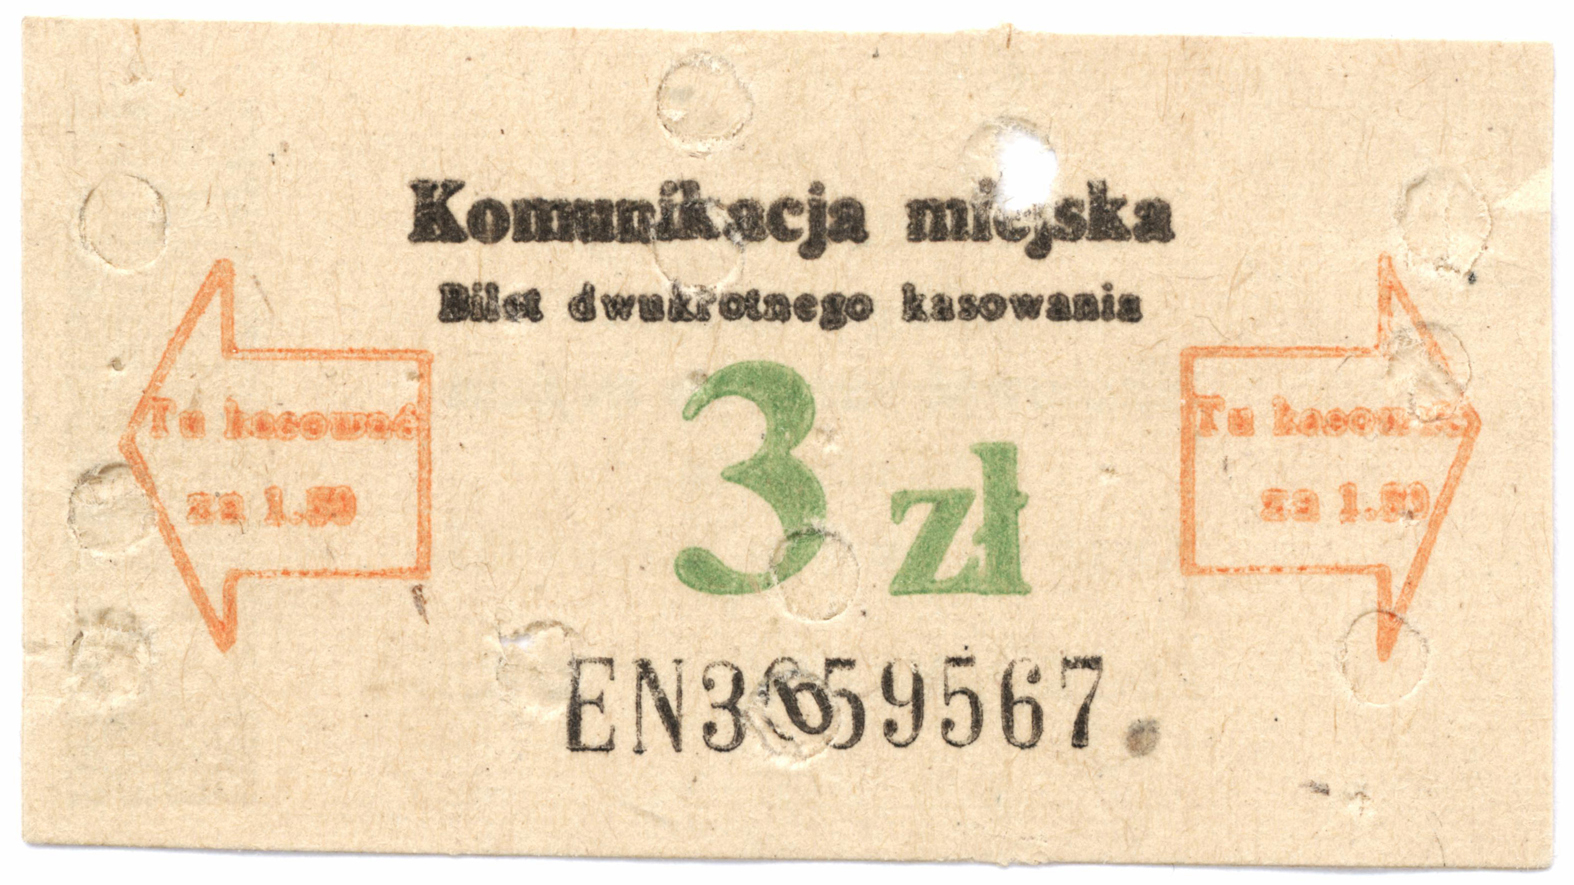 Komunikacja miejska
Bilet dwukrotnego kasowania
Tu kasować
za 1.50
3 zł
Tu kasować
za 1.50
EN3659567